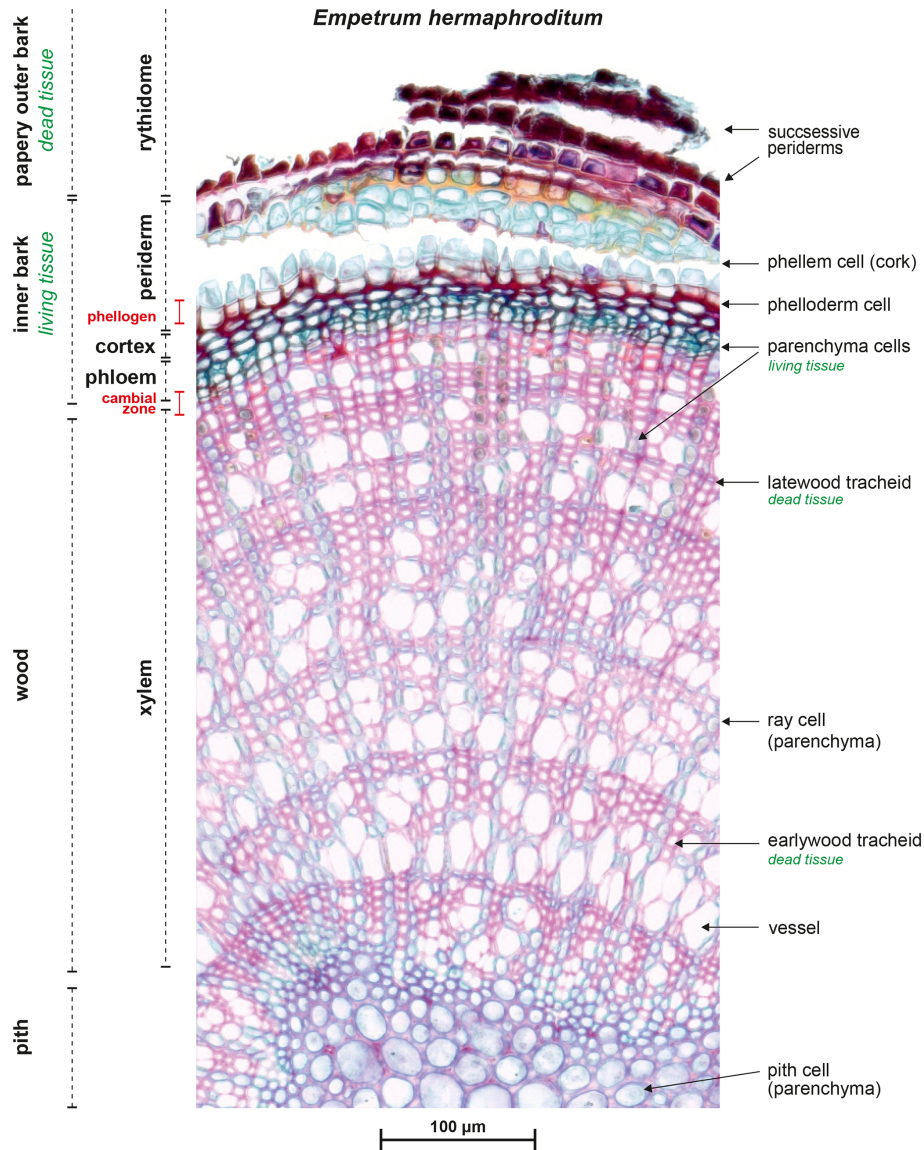 Empetrum hermaphroditum
papery outer bark
dead tissue
rythidome
succsessive
periderms
inner bark
living tissue
periderm
phellem cell (cork)
phellogen
phelloderm cell
cortex
parenchyma cells
living tissue
phloem
cambial
zone
latewood tracheid
dead tissue
wood
xylem
ray cell
(parenchyma)
earlywood tracheid
dead tissue
vessel
pith
pith cell
(parenchyma)
100 µm